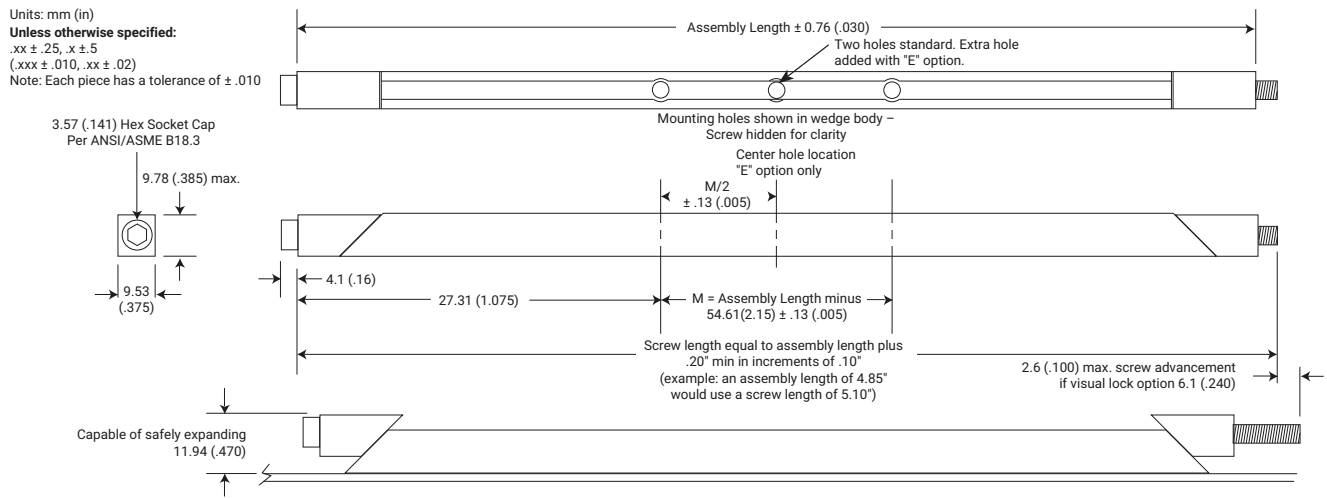 Units: mm (in)
Unless otherwise specified:
.xx ± .25, .x ±.5
(.xxx ± .010, .xx ± .02)
Note: Each piece has a tolerance of ± .010
Assembly Length ± 0.76 (.030)
Two holes standard. Extra hole
added with "E" option.
Mounting holes shown in wedge body –
Screw hidden for clarity
3.57 (.141) Hex Socket Cap
Per ANSI/ASME B18.3
9.78 (.385) max.
9.53
(.375)
Center hole location
"E" option only
M/2
± .13 (.005)
4.1 (.16)
27.31 (1.075)
M = Assembly Length minus
54.61(2.15) ± .13 (.005)
Screw length equal to assembly length plus
.20" min in increments of .10"
(example: an assembly length of 4.85"
would use a screw length of 5.10")
2.6 (.100) max. screw advancement
if visual lock option 6.1 (.240)
Capable of safely expanding
11.94 (.470)